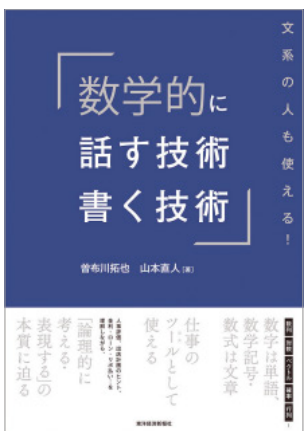 文系の人も使える!
「数学的に
話す技術
書く技術」
曽布川拓也 山本直人 [著]
数字は単語、
数学記号・
数式は文章
仕事の
ツールとして
使える
「論理的に
考える・
表現する」の
本質に迫る
東洋経済新報社